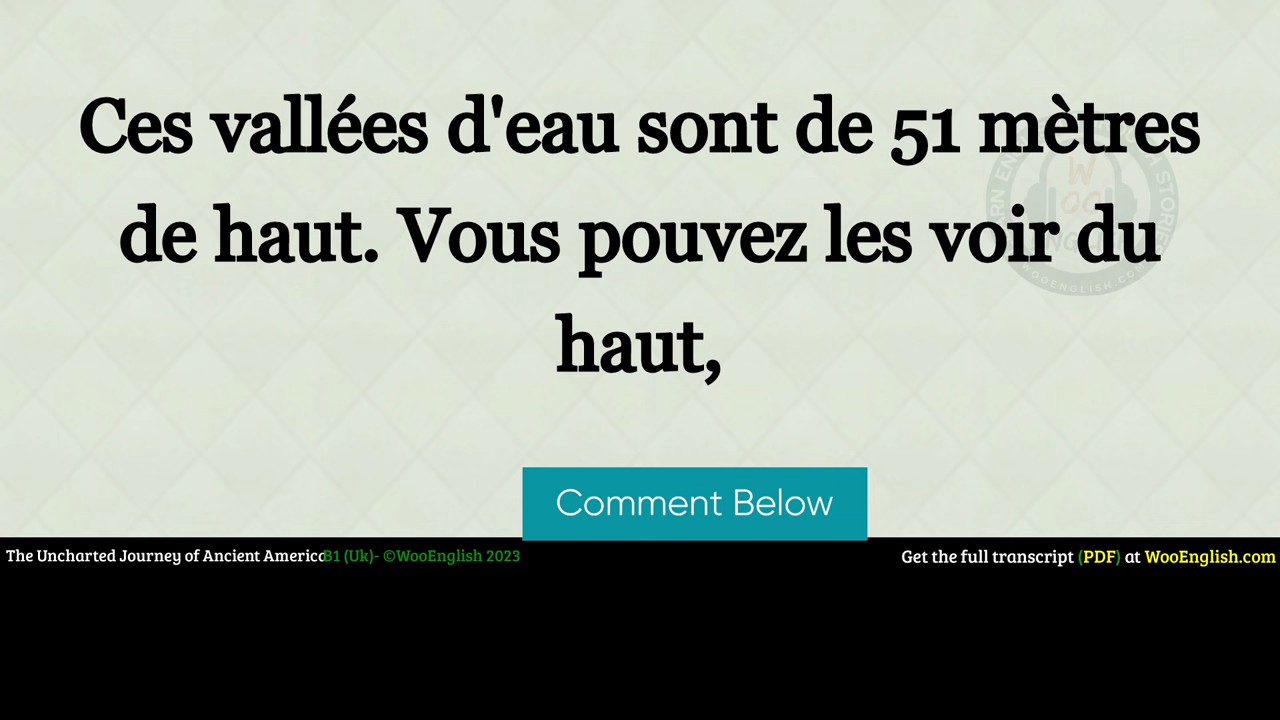 Ces vallées d'eau sont de 51 mètres
de haut. Vous pouvez les voir du
haut,
Comment Below
The Uncharted Journey of Ancient America B1 (Uk)- ©WooEnglish 2023
Get the full transcript (PDF) at WooEnglish.com